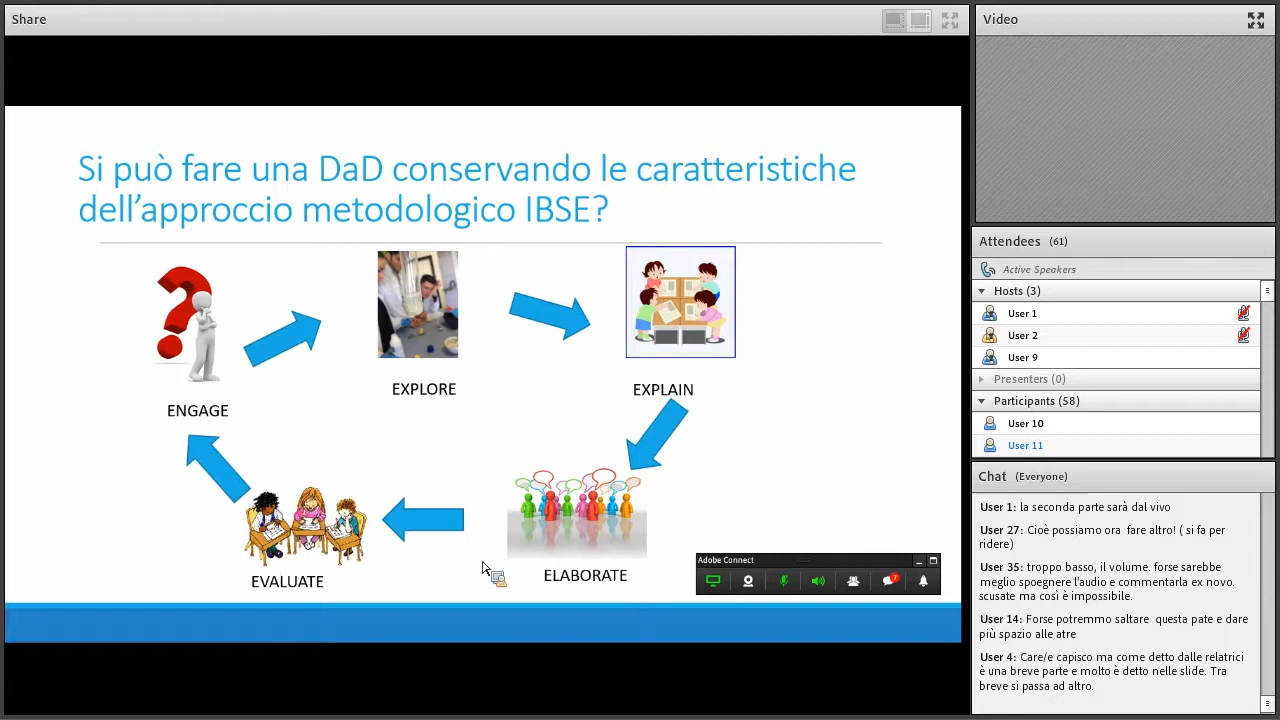 Share
Video
Si può fare una DaD conservando le caratteristiche
dell'approccio metodologico IBSE?
ENGAGE
EXPLORE
EXPLAIN
EVALUATE
ELABORATE
Adobe Connect
7
Attendees (61)
Active Speakers
Hosts (3)
User 1
User 2
User 9
Presenters (0)
Participants (58)
User 10
User 11
Chat (Everyone)
User 1: la seconda parte sarà dal vivo
User 27: Cioè possiamo ora fare altro! ( si fa per
ridere)
User 35: troppo basso, il volume. forse sarebbe
meglio spoegnere l'audio e commentarla ex novo.
scusate ma così è impossibile.
User 14: Forse potremmo saltare questa pate e dare
più spazio alle atre
User 4: Care/e capisco ma come detto dalle relatrici
è una breve parte e molto è detto nelle slide. Tra
breve si passa ad altro.